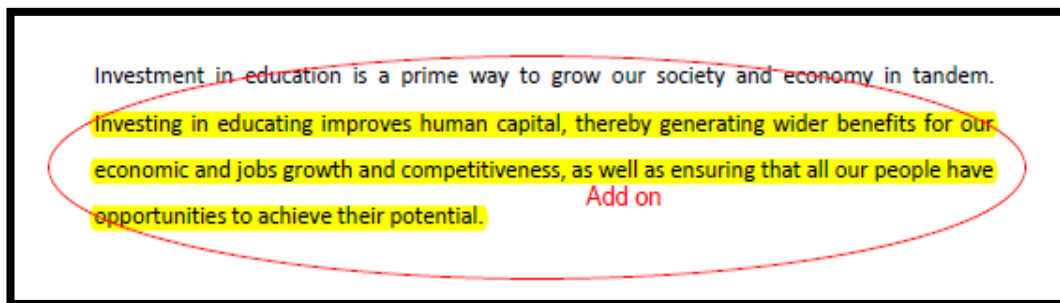 Investment in education is a prime way to grow our society and economy in tandem.
Investing in educating improves human capital, thereby generating wider benefits for our
economic and jobs growth and competitiveness, as well as ensuring that all our people have
Add on
opportunities to achieve their potential.